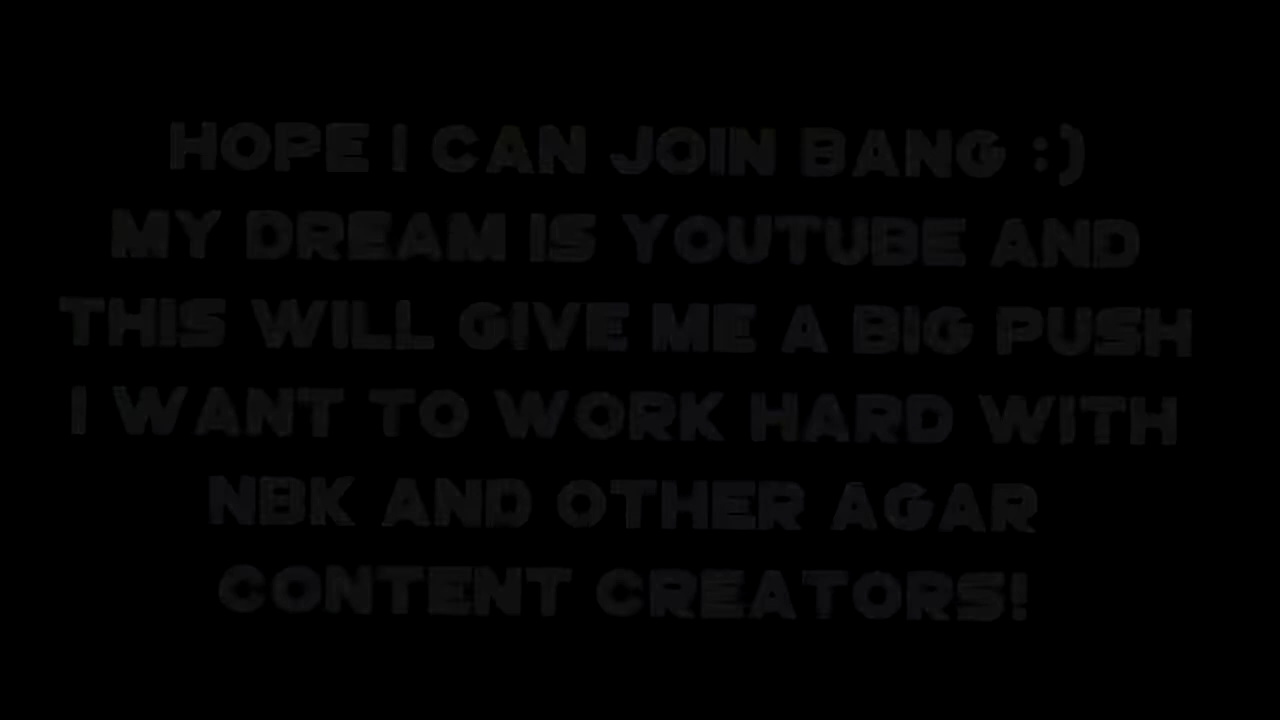 HOPE I CAN JOIN BANG :)
MY DREAM IS YOUTUBE AND
THIS WILL GIVE ME A BIG PUSH
I WANT TO WORK HARD WITH
NBK AND OTHER AGAR
CONTENT CREATORS!